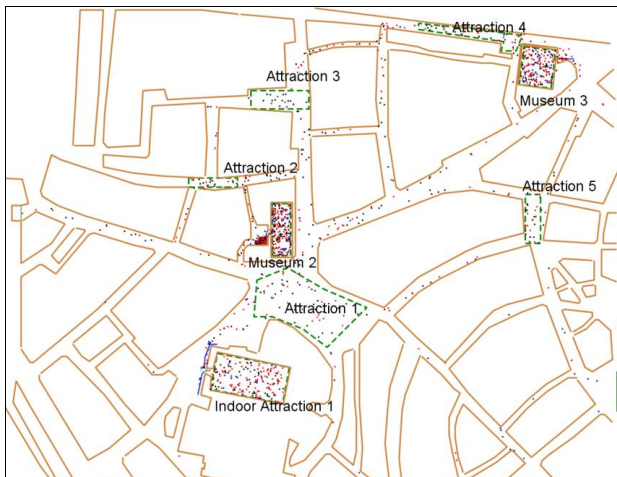 Attraction 4
Attraction 3
Museum 3
Attraction 2
Attraction 5
Museum 2
Attraction 1
Indoor Attraction 1